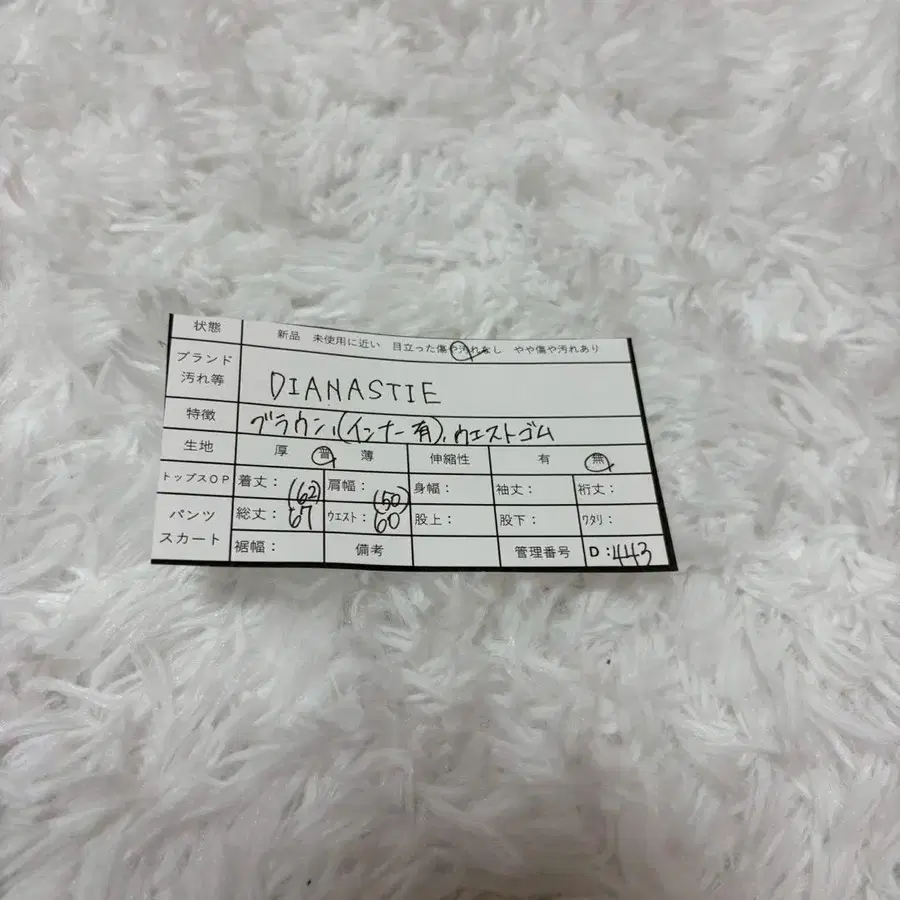 状態 新品 未使用に近い 目立った傷や汚れなし やや傷や汚れあり
ブランド
汚れ等 DIANASTIE
特徴 ブラウン、(インナー有)、ウエストゴム
生地 厚 普 薄 伸縮性 有 無
トップスOP 着丈: 肩幅: 身幅: 袖丈: 裄丈:
(62) (50)
パンツ
スカート 総丈: 67 ウエスト: 60 股上: 股下: ワタリ:
裾幅: 備考 管理番号 D:443